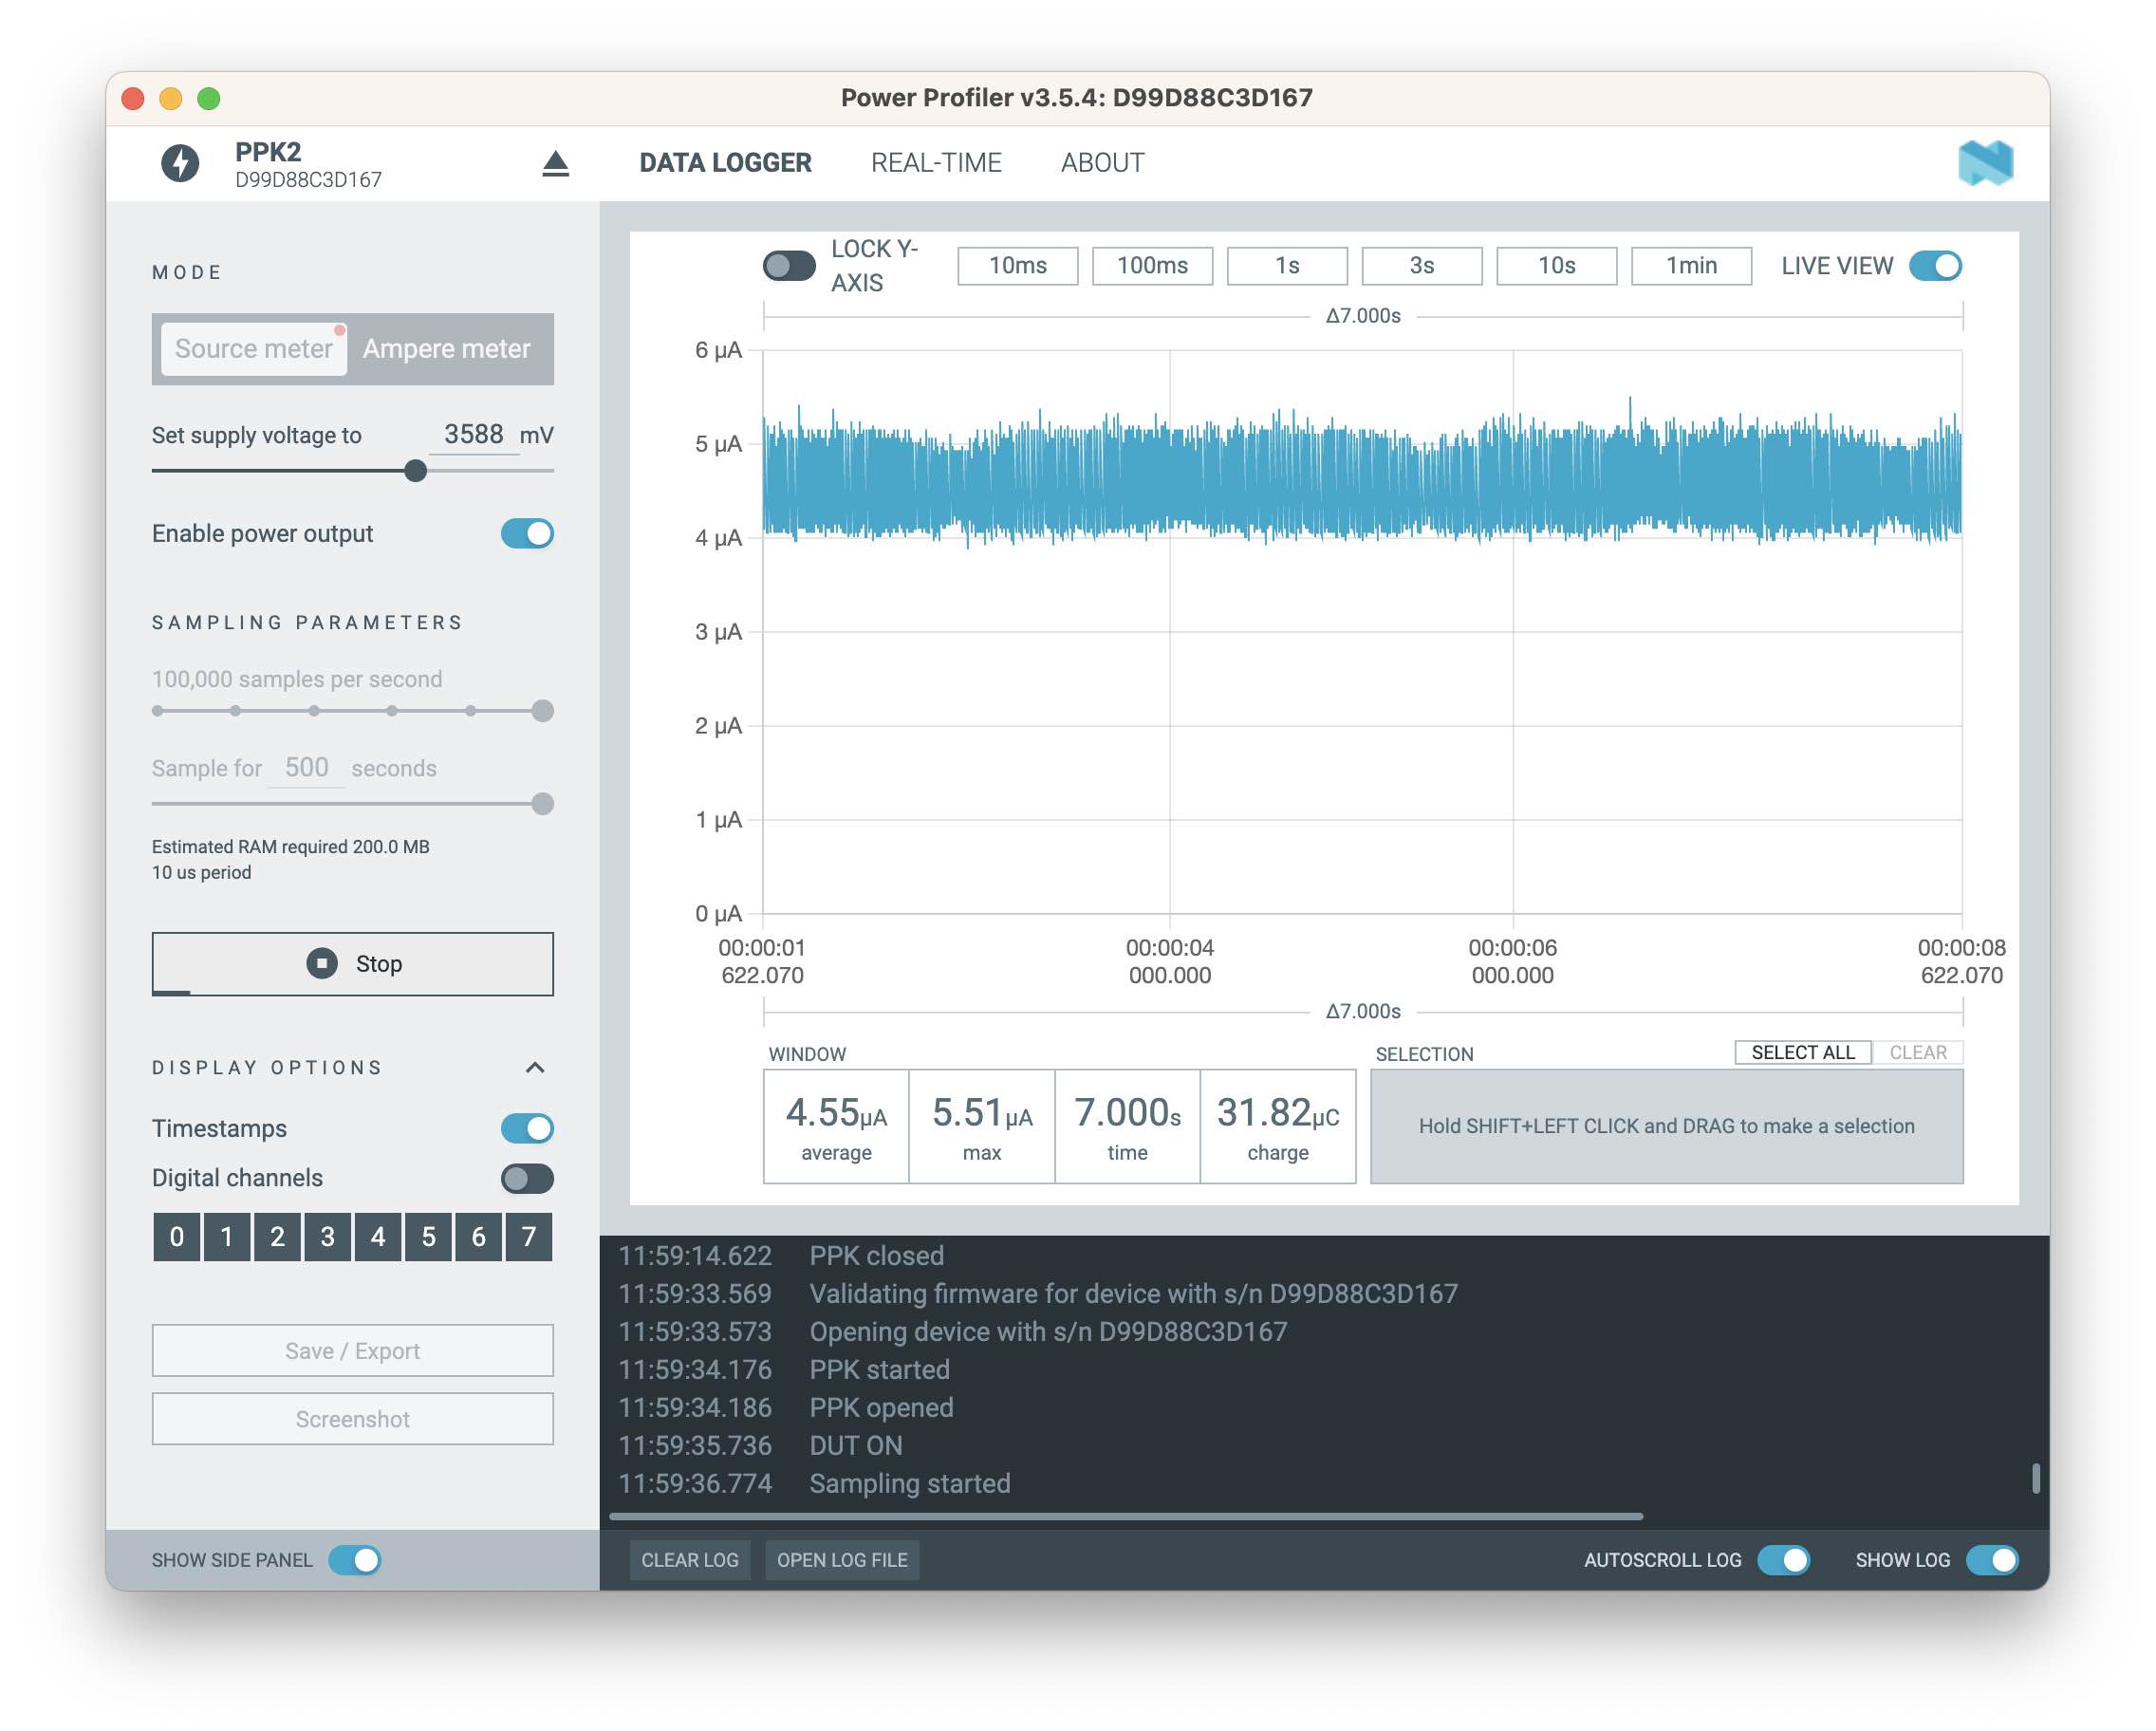 Power Profiler v3.5.4: D99D88C3D167
PPK2
D99D88C3D167
DATA LOGGER REAL-TIME ABOUT
MODE
Source meter Ampere meter
Set supply voltage to 3588 mV
Enable power output
SAMPLING PARAMETERS
100,000 samples per second
Sample for 500 seconds
Estimated RAM required 200.0 MB
10 us period
Stop
DISPLAY OPTIONS
Timestamps
Digital channels
0 1 2 3 4 5 6 7
Save / Export
Screenshot
SHOW SIDE PANEL
LOCK Y-
AXIS
10ms 100ms 1s 3s 10s 1min LIVE VIEW
Δ7.000s
6 µA
5 µA
4 µA
3 µA
2 µA
1 µA
0 µA
00:00:01 00:00:04 00:00:06 00:00:08
622.070 000.000 000.000 622.070
Δ7.000s
WINDOW
4.55µA 5.51µA 7.000s 31.82µC
average max time charge
SELECTION SELECT ALL CLEAR
Hold SHIFT+LEFT CLICK and DRAG to make a selection
11:59:14.622 PPK closed
11:59:33.569 Validating firmware for device with s/n D99D88C3D167
11:59:33.573 Opening device with s/n D99D88C3D167
11:59:34.176 PPK started
11:59:34.186 PPK opened
11:59:35.736 DUT ON
11:59:36.774 Sampling started
CLEAR LOG OPEN LOG FILE AUTOSCROLL LOG SHOW LOG